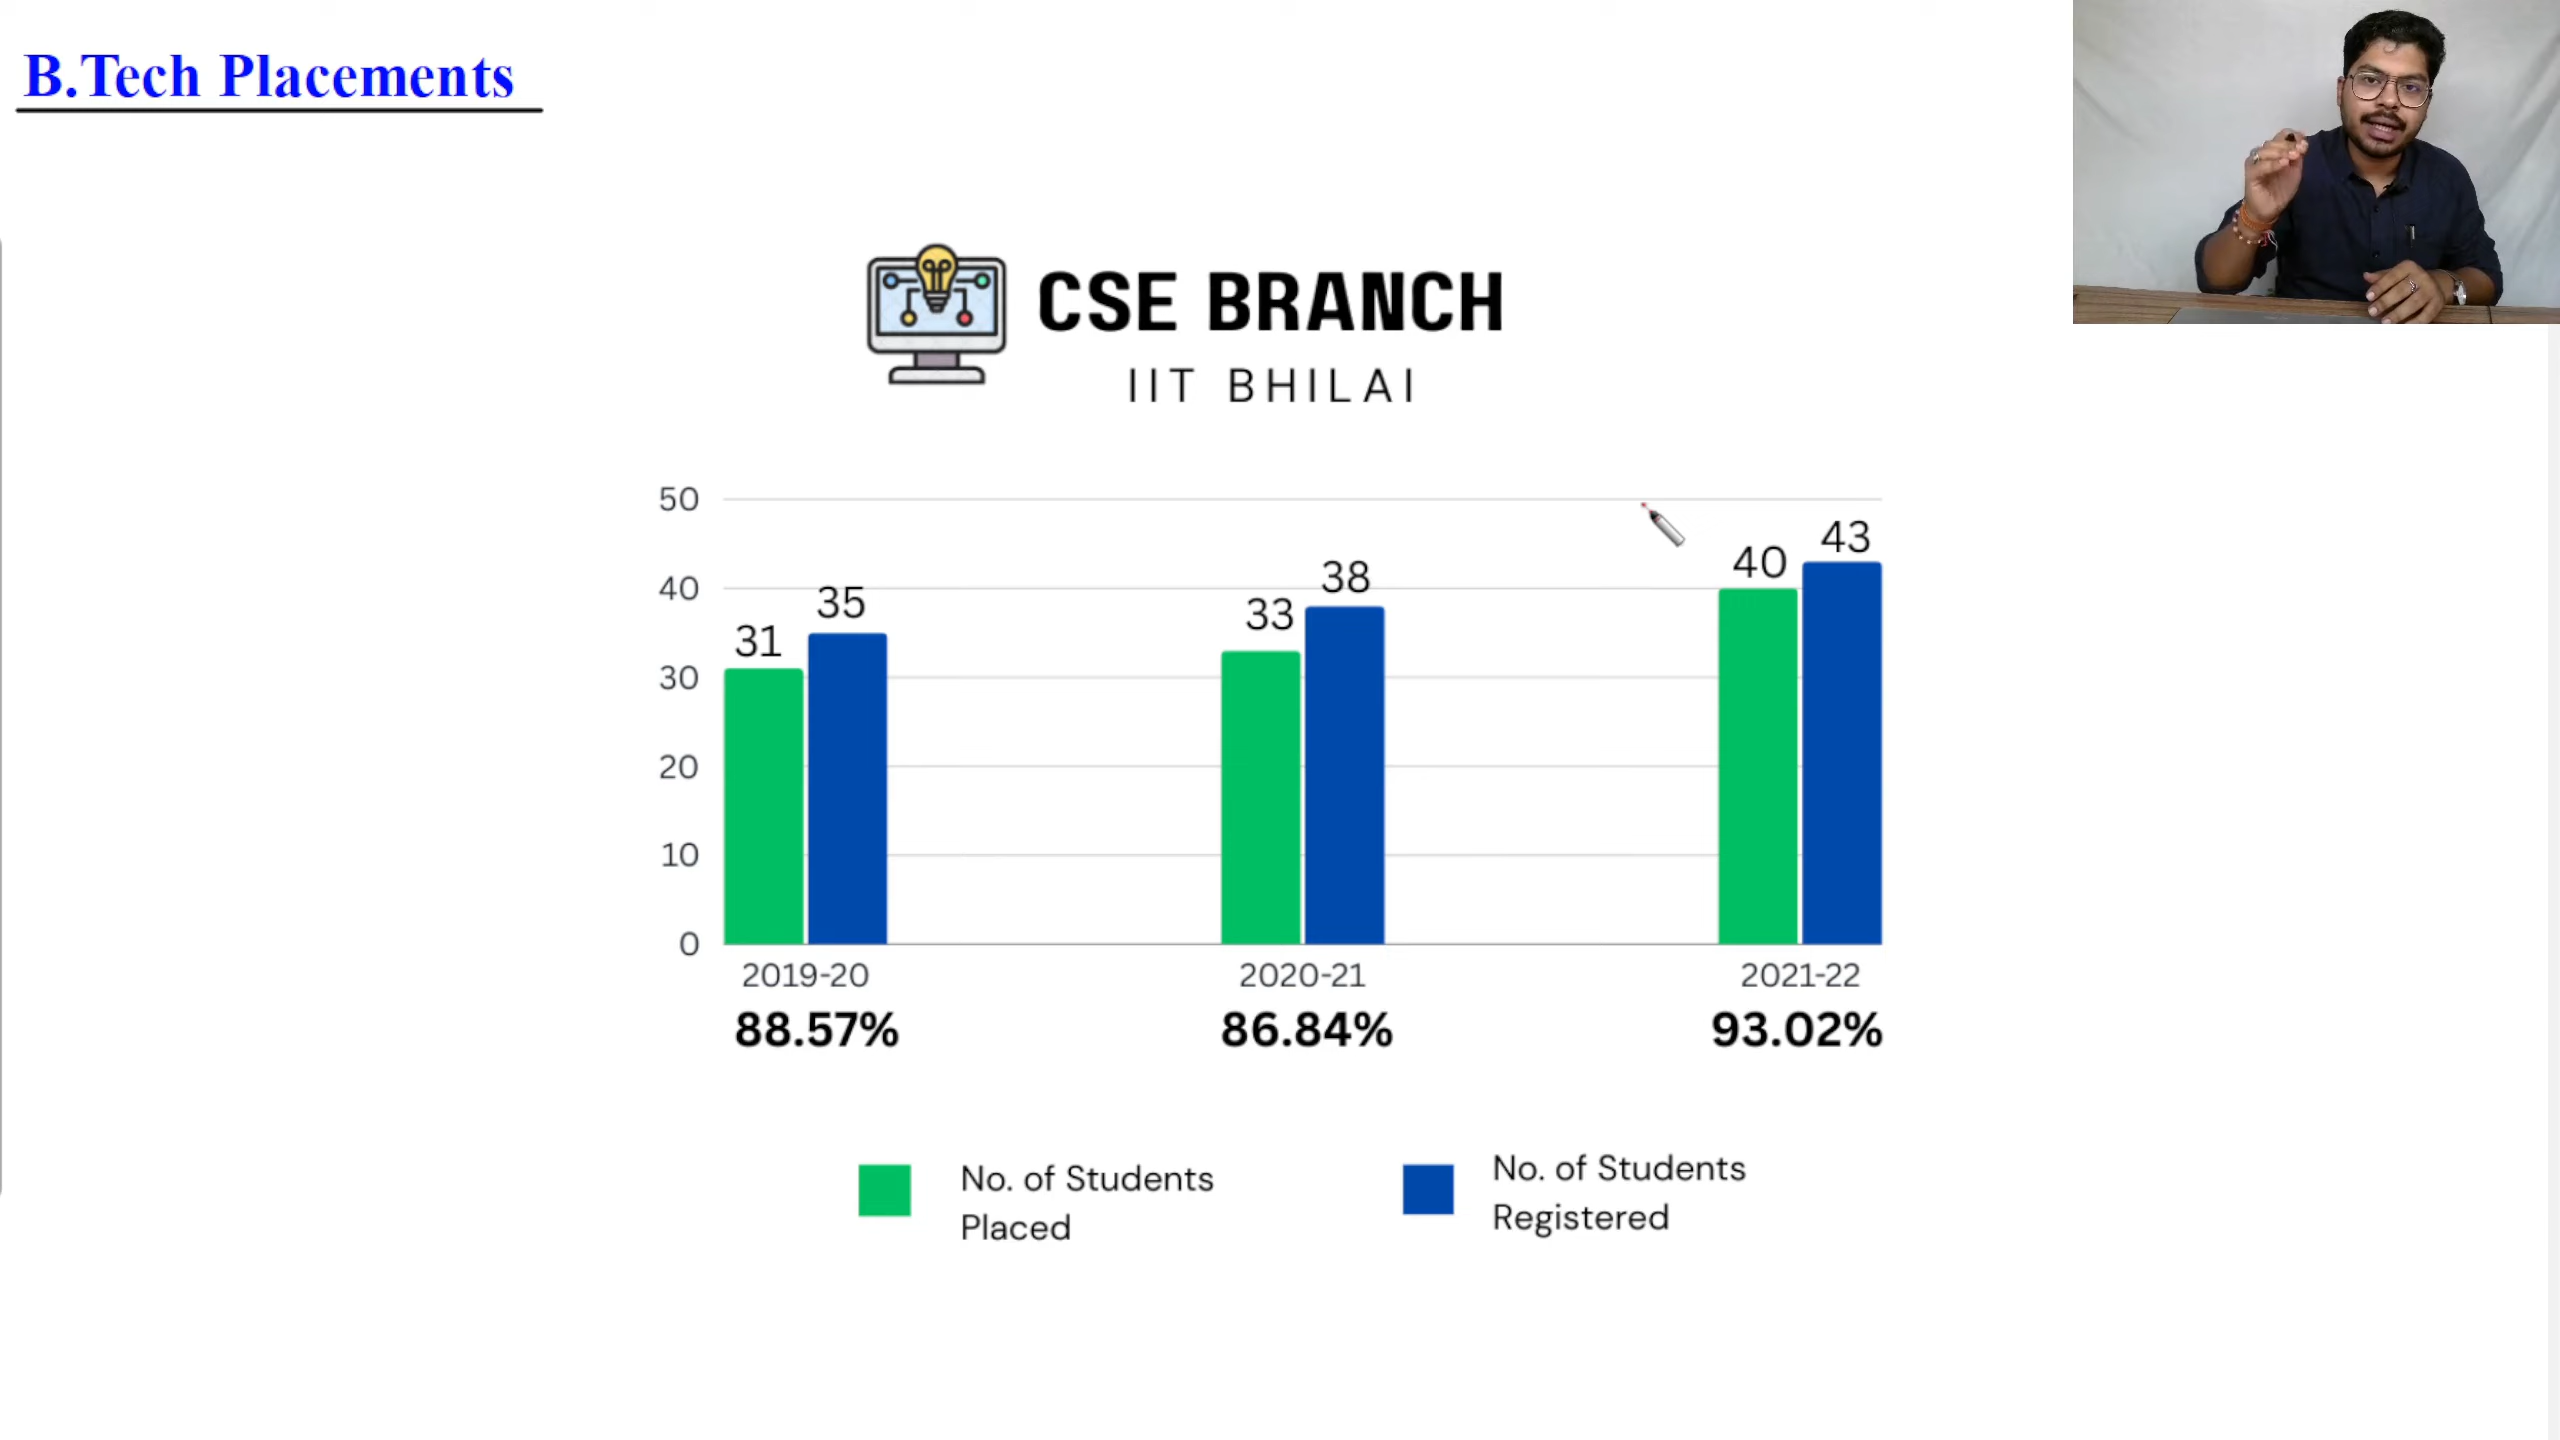 B.Tech Placements
CSE BRANCH
IIT BHILAI
50
40
30
20
10
0
31
35
33
38
40
43
2019-20
2020-21
2021-22
88.57%
86.84%
93.02%
No. of Students
Placed
No. of Students
Registered